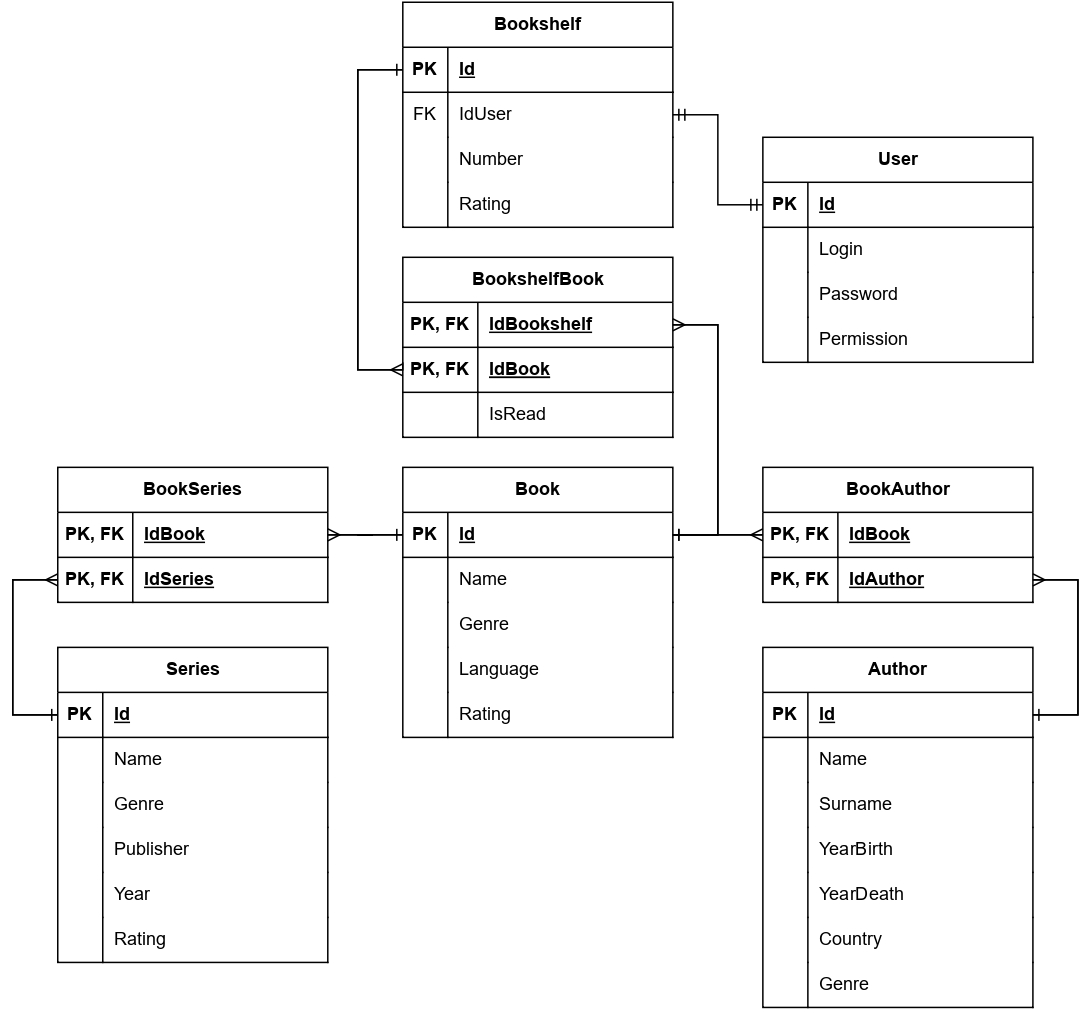 Bookshelf
PK Id
FK IdUser
Number
Rating
User
PK Id
Login
Password
Permission
BookshelfBook
PK, FK IdBookshelf
PK, FK IdBook
IsRead
BookSeries
PK, FK IdBook
PK, FK IdSeries
Book
PK Id
Name
Genre
Language
Rating
BookAuthor
PK, FK IdBook
PK, FK IdAuthor
Series
PK Id
Name
Genre
Publisher
Year
Rating
Author
PK Id
Name
Surname
YearBirth
YearDeath
Country
Genre